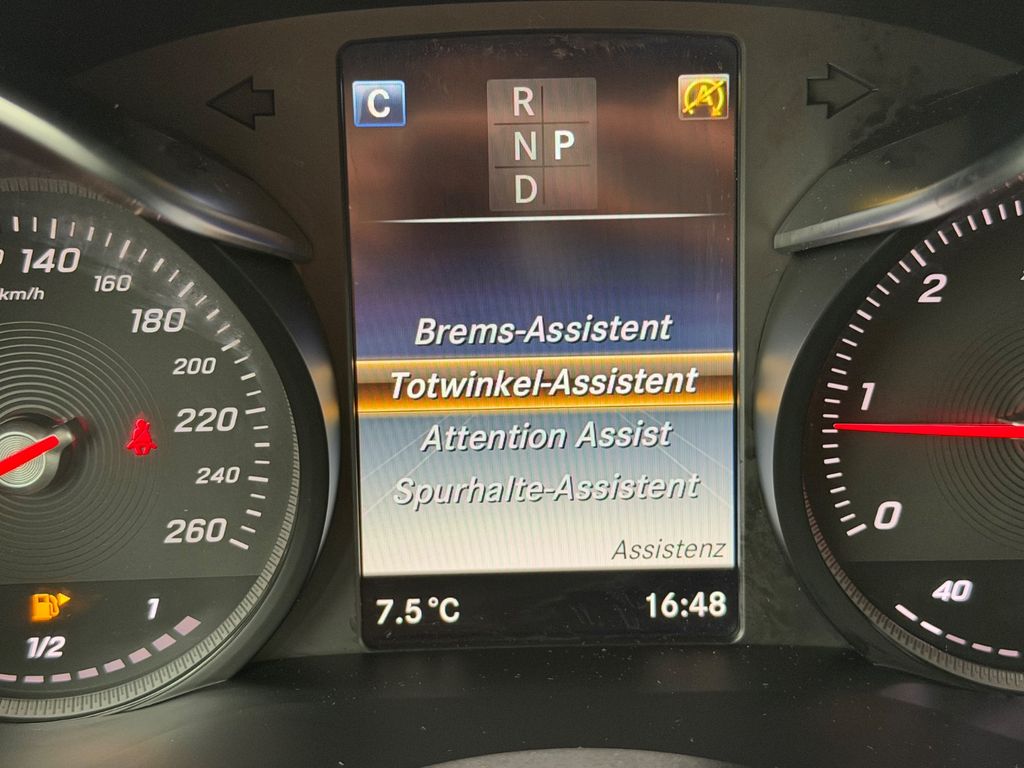 C
R
N P
D
A
140
km/h
160
180
200
220
240
260
1/2
1
Brems-Assistent
Totwinkel-Assistent
Attention Assist
Spurhalte-Assistent
Assistenz
7.5 °C
16:48
2
1
0
40